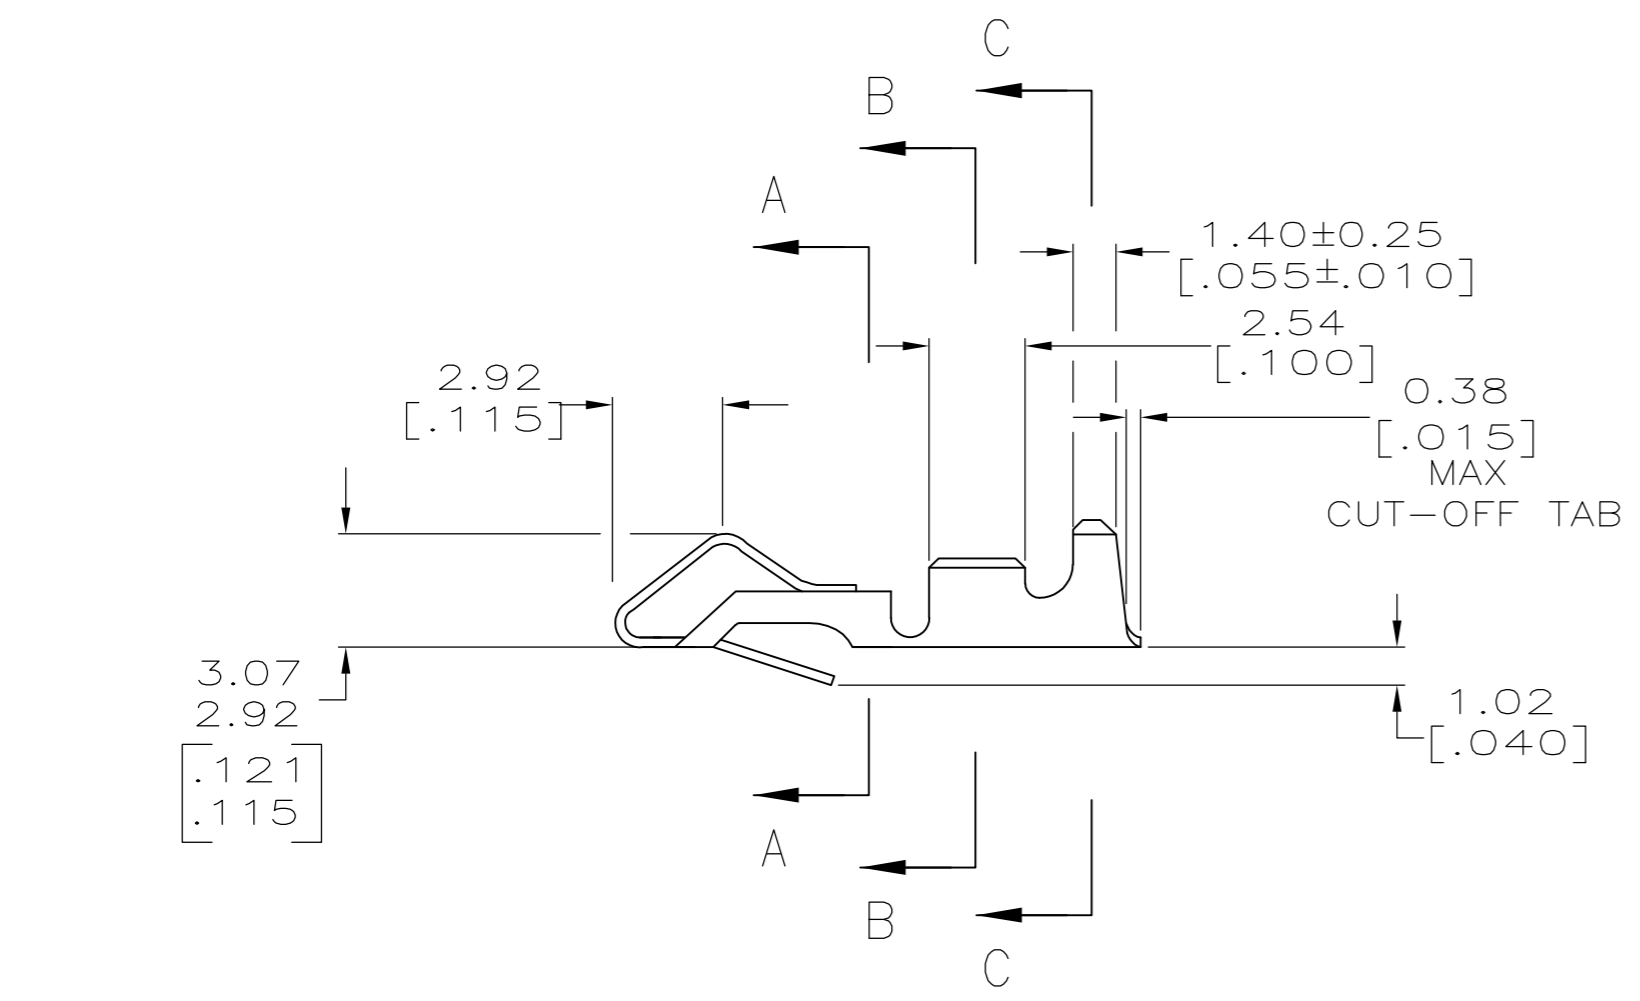 C
B
A
1.40±0.25
[.055±.010]
2.54
[.100]
2.92
[.115]
0.38
[.015]
MAX
CUT-OFF TAB
3.07
2.92
[.121
.115]
1.02
[.040]
A
B
C